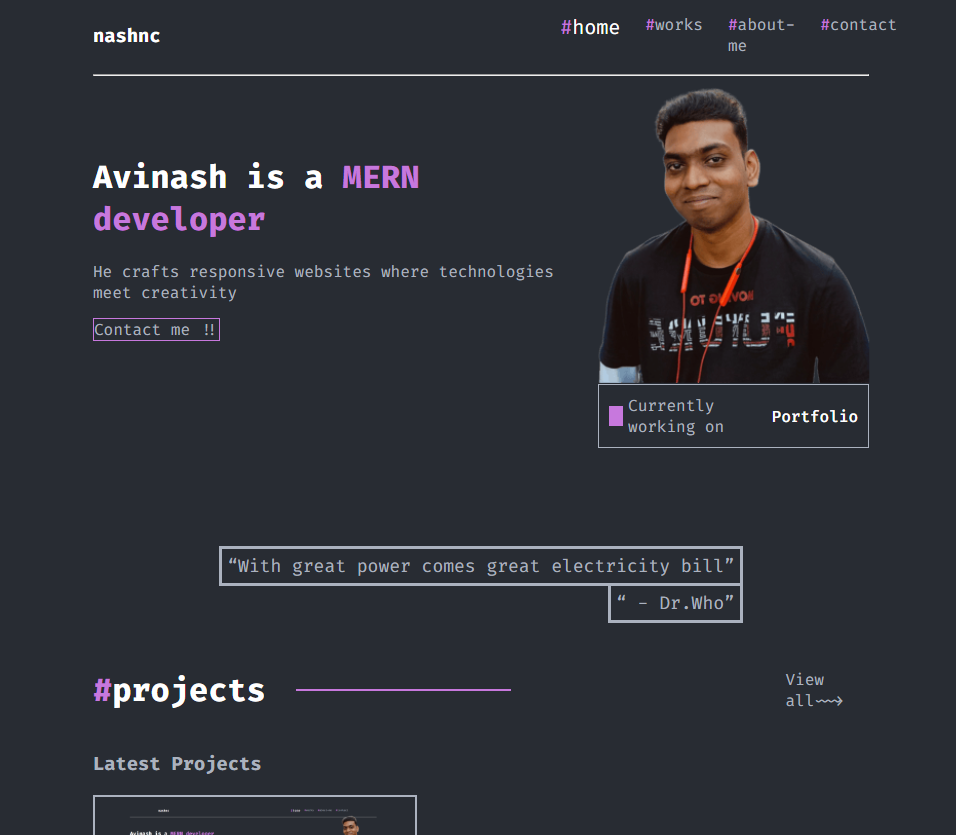 nashnc
#home #works #about-me #contact
Avinash is a MERN
developer
He crafts responsive websites where technologies
meet creativity
Contact me !!
MOVING TO
Currently
working on
Portfolio
“With great power comes great electricity bill”
“ - Dr.Who”
#projects
View
all~~>
Latest Projects
nashnc
Avinash is a MERN developer